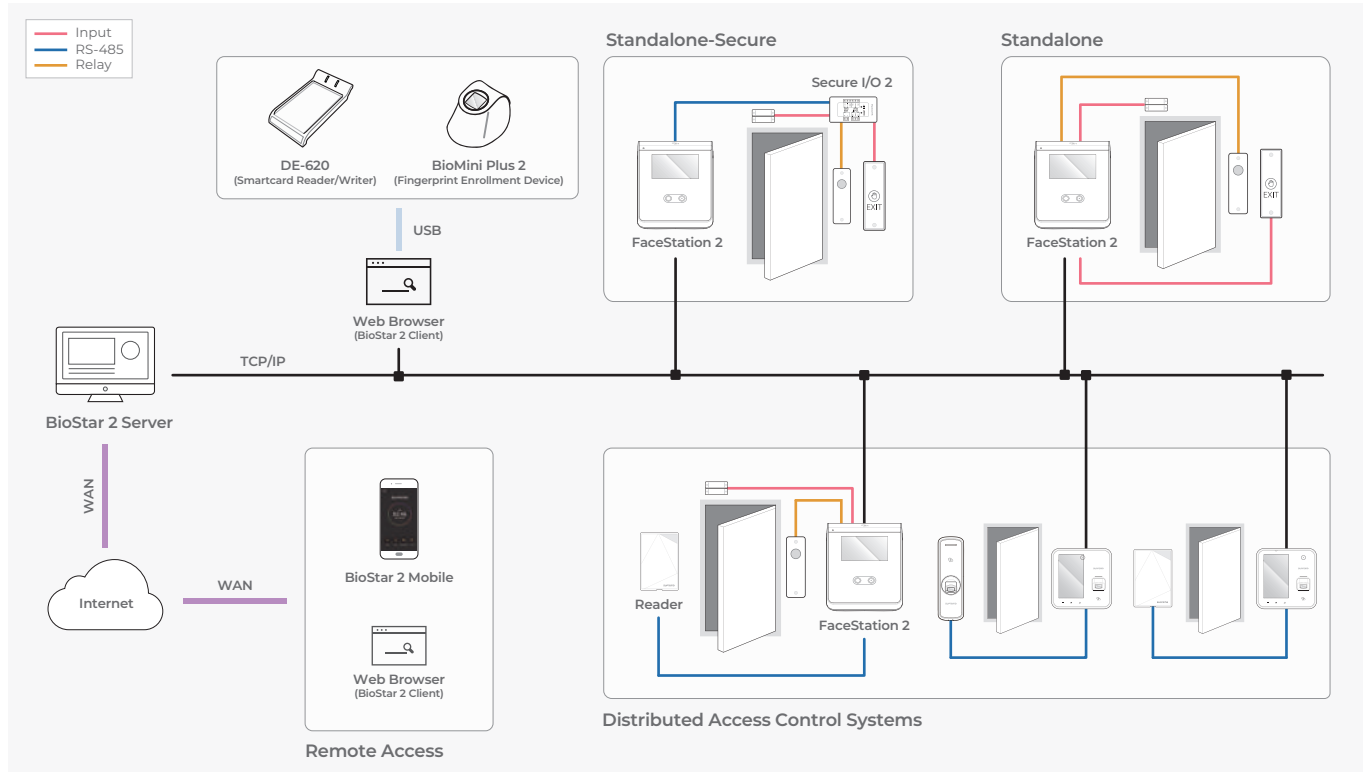 Input
RS-485
Relay
DE-620
(Smartcard Reader/Writer)
BioMini Plus 2
(Fingerprint Enrollment Device)
USB
Web Browser
(BioStar 2 Client)
Standalone-Secure
Secure I/O 2
EXIT
FaceStation 2
Standalone
EXIT
FaceStation 2
TCP/IP
BioStar 2 Server
WAN
Internet
WAN
BioStar 2 Mobile
Web Browser
(BioStar 2 Client)
Remote Access
Reader
FaceStation 2
Distributed Access Control Systems